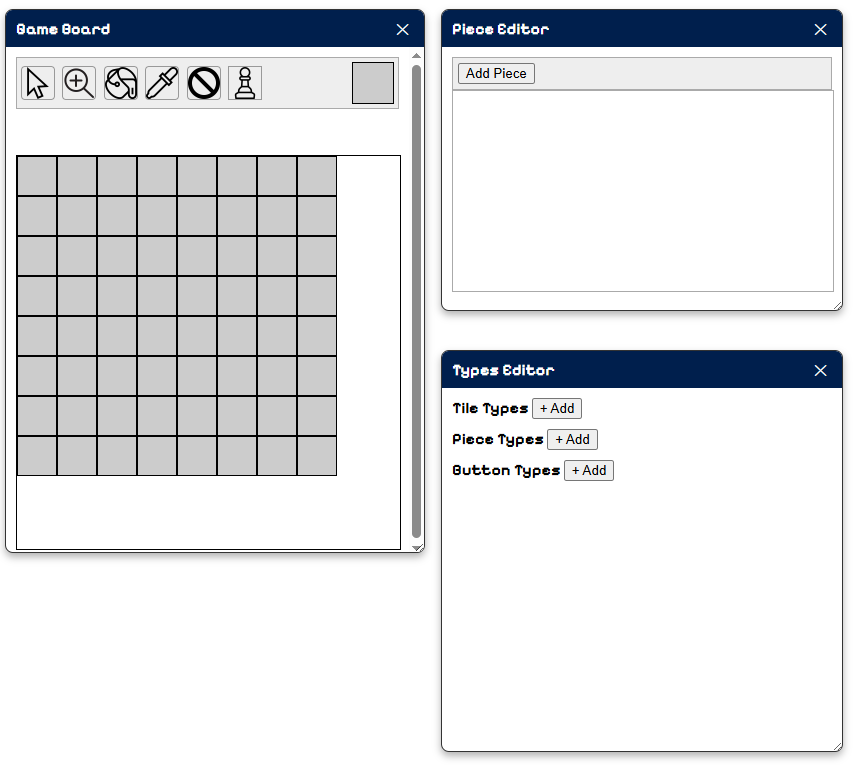 Game Board
Piece Editor
Add Piece
Types Editor
Tile Types + Add
Piece Types + Add
Button Types + Add